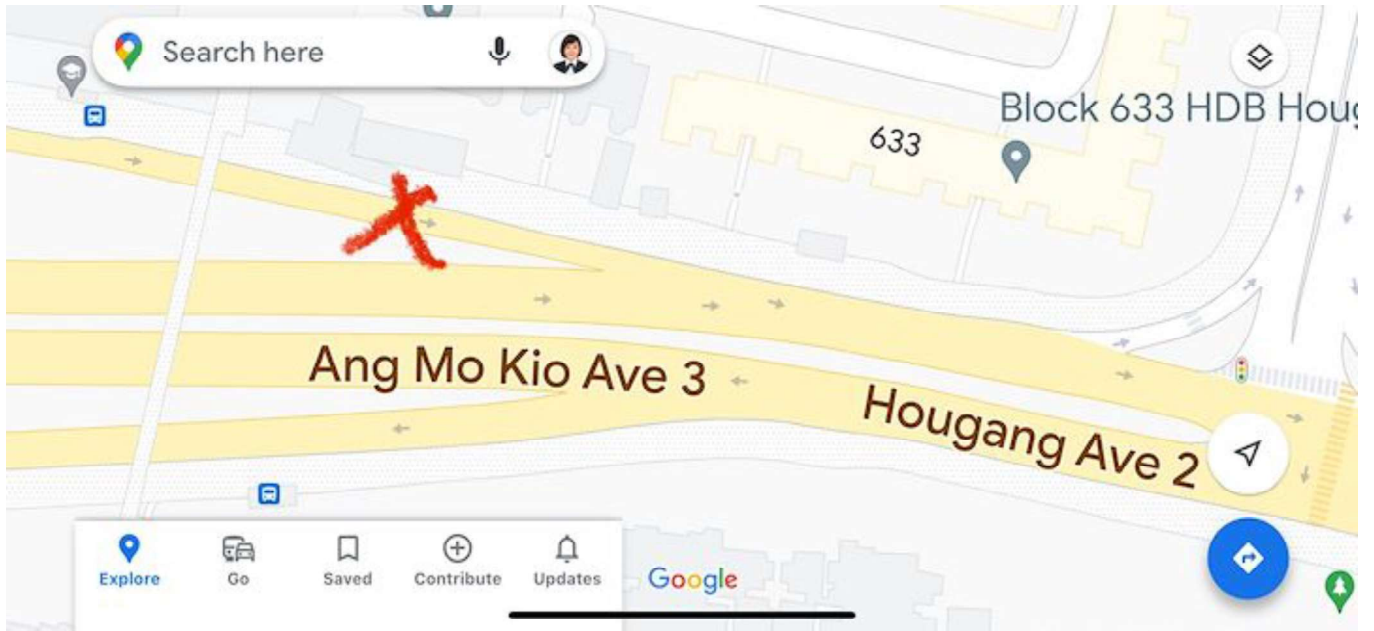 Search here
Block 633 HDB Houg
633
Ang Mo Kio Ave 3
Hougang Ave 2
Explore
Go
Saved
Contribute
Updates
Google